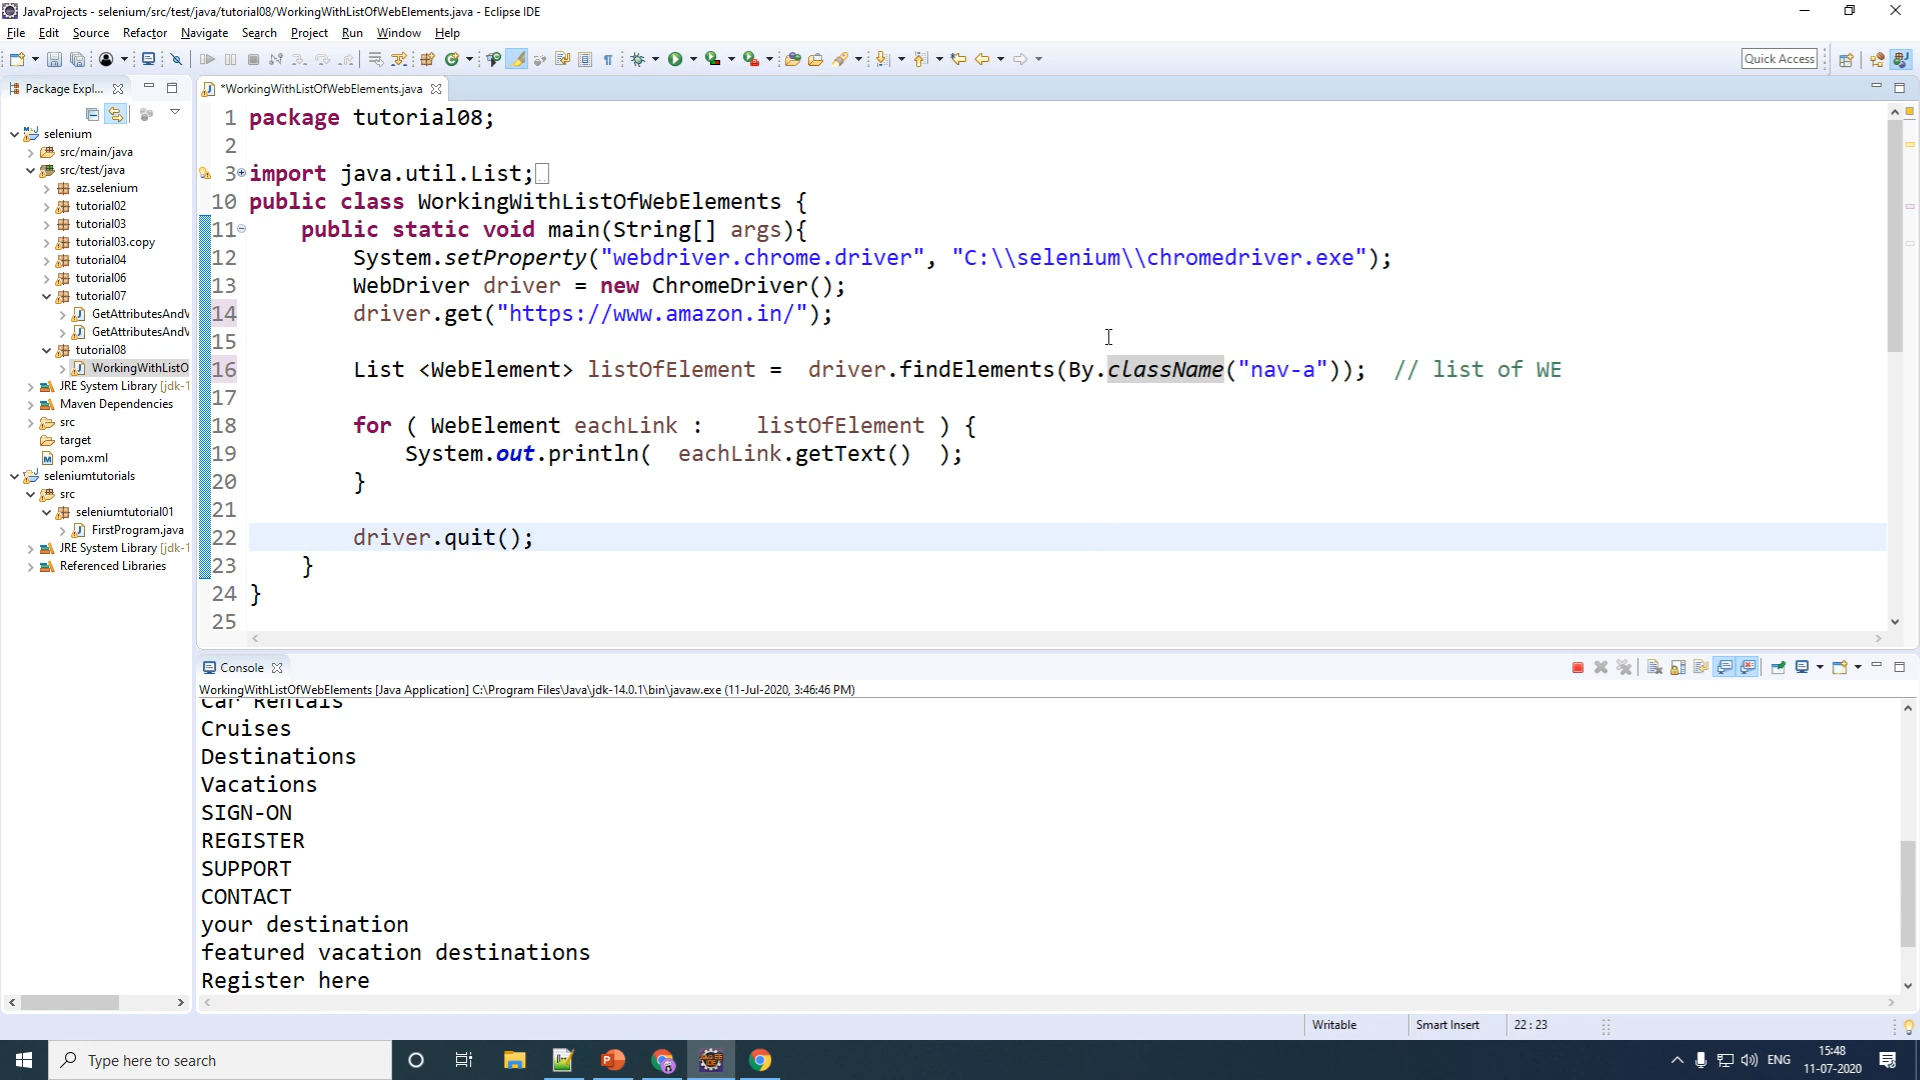 JavaProjects - selenium/src/test/java/tutorial08/WorkingWithListOfWebElements.java - Eclipse IDE
File Edit Source Refactor Navigate Search Project Run Window Help
Quick Access
Package Expl...
*WorkingWithListOfWebElements.java
selenium
src/main/java
src/test/java
az.selenium
tutorial02
tutorial03
tutorial03.copy
tutorial04
tutorial06
tutorial07
GetAttributesAndV
GetAttributesAndV
tutorial08
WorkingWithListO
JRE System Library [jdk-1
Maven Dependencies
src
target
pom.xml
seleniumtutorials
src
seleniumtutorial01
FirstProgram.java
JRE System Library [jdk-1
Referenced Libraries
1 package tutorial08;
2
3 import java.util.List;
10 public class WorkingWithListOfWebElements {
11 public static void main(String[] args){
12 System.setProperty("webdriver.chrome.driver", "C:\\selenium\\chromedriver.exe");
13 WebDriver driver = new ChromeDriver();
14 driver.get("https://www.amazon.in/");
15
16 List <WebElement> listOfElement = driver.findElements(By.className("nav-a")); // list of WE
17
18 for ( WebElement eachLink : listOfElement ) {
19 System.out.println( eachLink.getText() );
20 }
21
22 driver.quit();
23 }
24 }
25
Console
WorkingWithListOfWebElements [Java Application] C:\Program Files\Java\jdk-14.0.1\bin\javaw.exe (11-Jul-2020, 3:46:46 PM)
Car Rentals
Cruises
Destinations
Vacations
SIGN-ON
REGISTER
SUPPORT
CONTACT
your destination
featured vacation destinations
Register here
Writable Smart Insert 22 : 23
Type here to search
ENG
15:48
11-07-2020